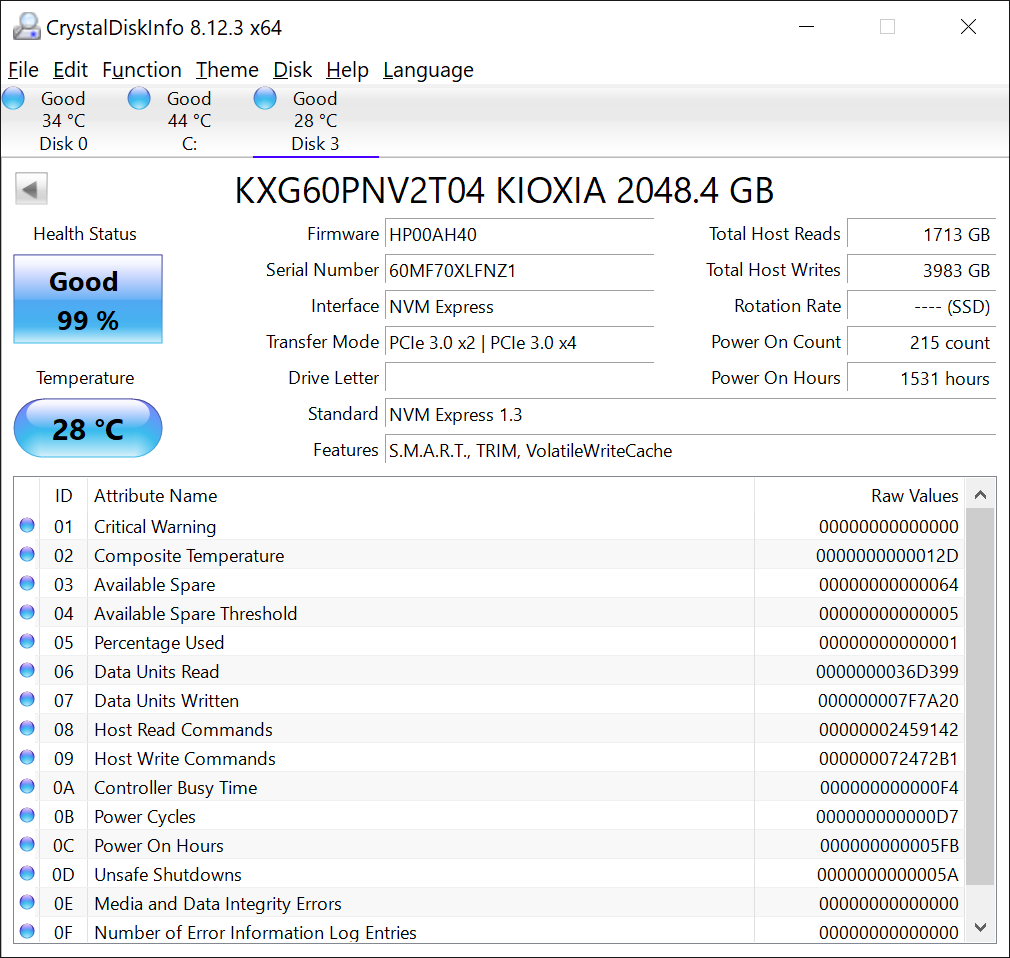 CrystalDiskInfo 8.12.3 x64
File Edit Function Theme Disk Help Language
Good Good Good
34 °C 44 °C 28 °C
Disk 0 C: Disk 3
KXG60PNV2T04 KIOXIA 2048.4 GB
Health Status
Good
99 %
Temperature
28 °C
Firmware HP00AH40
Serial Number 60MF70XLFNZ1
Interface NVM Express
Transfer Mode PCIe 3.0 x2 | PCIe 3.0 x4
Drive Letter
Standard NVM Express 1.3
Features S.M.A.R.T., TRIM, VolatileWriteCache
Total Host Reads 1713 GB
Total Host Writes 3983 GB
Rotation Rate ---- (SSD)
Power On Count 215 count
Power On Hours 1531 hours
ID Attribute Name Raw Values
01 Critical Warning 00000000000000
02 Composite Temperature 0000000000012D
03 Available Spare 00000000000064
04 Available Spare Threshold 00000000000005
05 Percentage Used 00000000000001
06 Data Units Read 0000000036D399
07 Data Units Written 000000007F7A20
08 Host Read Commands 00000002459142
09 Host Write Commands 000000072472B1
0A Controller Busy Time 000000000000F4
0B Power Cycles 000000000000D7
0C Power On Hours 000000000005FB
0D Unsafe Shutdowns 0000000000005A
0E Media and Data Integrity Errors 00000000000000
0F Number of Error Information Log Entries 00000000000000